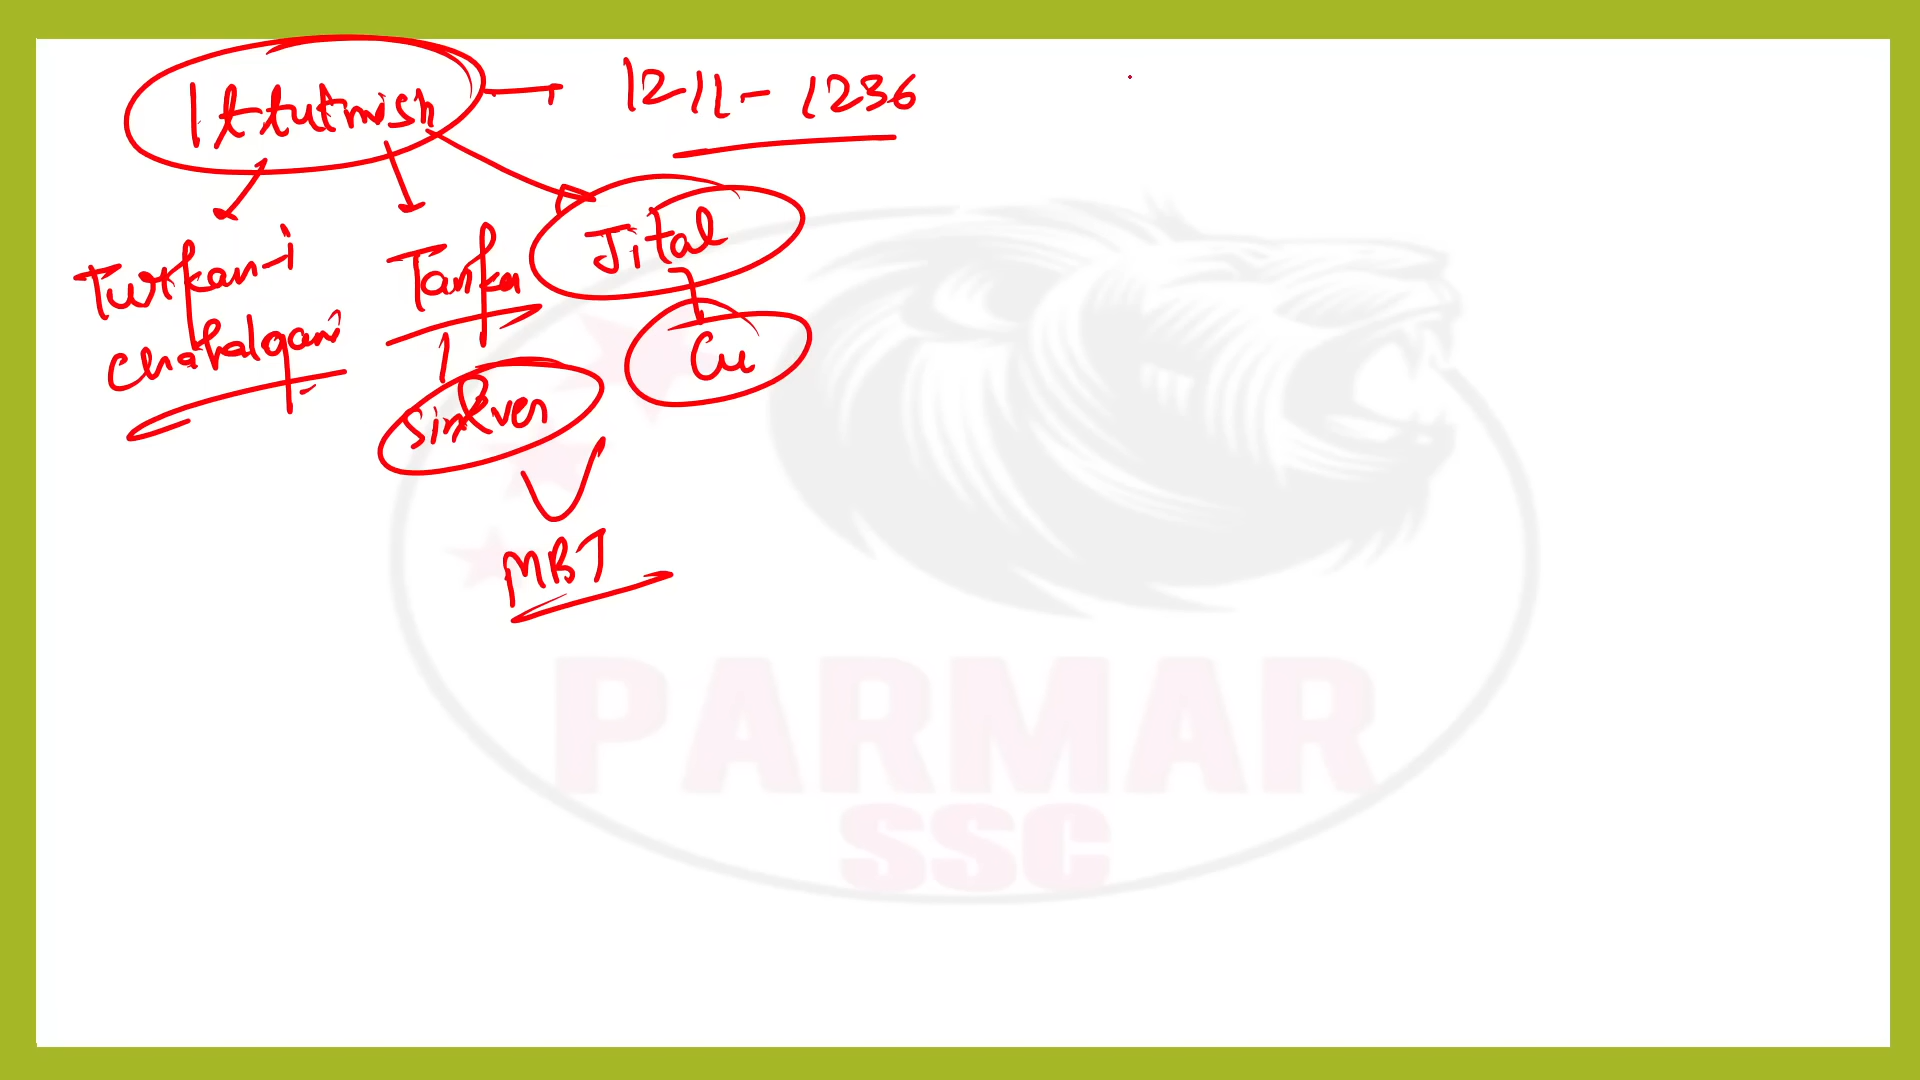 Iltutmish → 1211 - 1236
Turkan-i
chahalgani
Tanka
Jital
Cu
silver
MBT
PARMAR
SSC